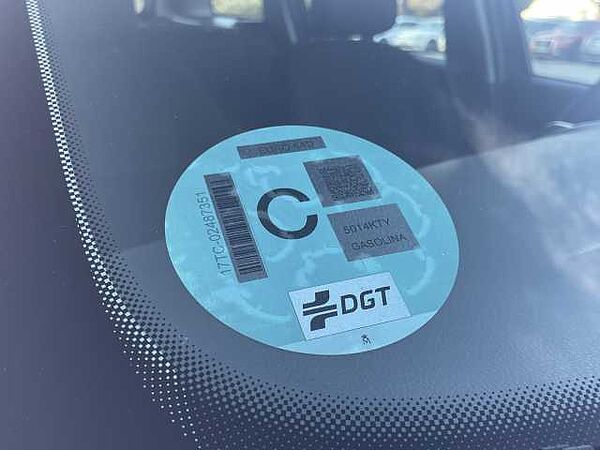 17TC-02487351
C
5014KTY
GASOLINA
DGT
M